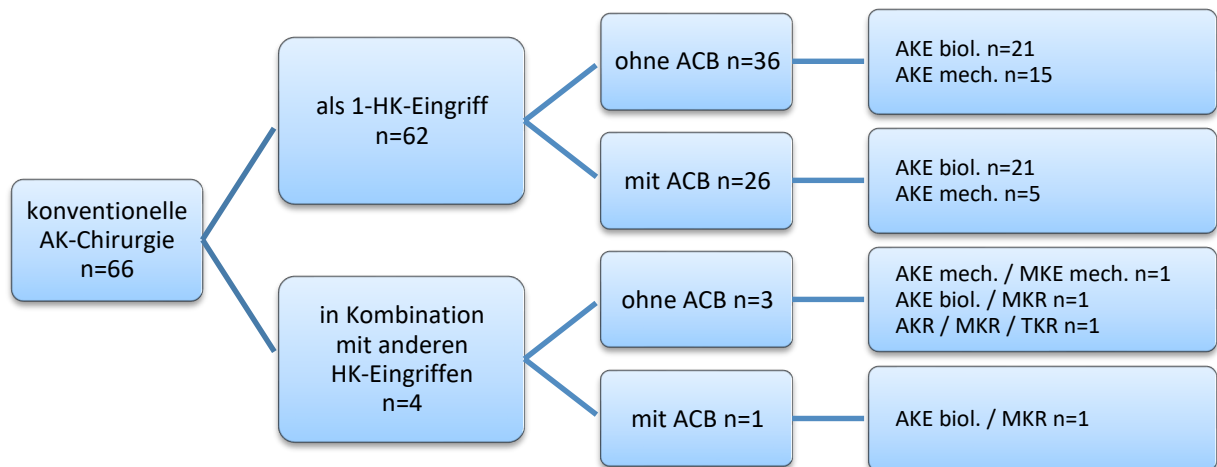 konventionelle
AK-Chirurgie
n=66
als 1-HK-Eingriff
n=62
ohne ACB n=36
AKE biol. n=21
AKE mech. n=15
mit ACB n=26
AKE biol. n=21
AKE mech. n=5
in Kombination
mit anderen
HK-Eingriffen
n=4
ohne ACB n=3
AKE mech. / MKE mech. n=1
AKE biol. / MKR n=1
AKR / MKR / TKR n=1
mit ACB n=1
AKE biol. / MKR n=1